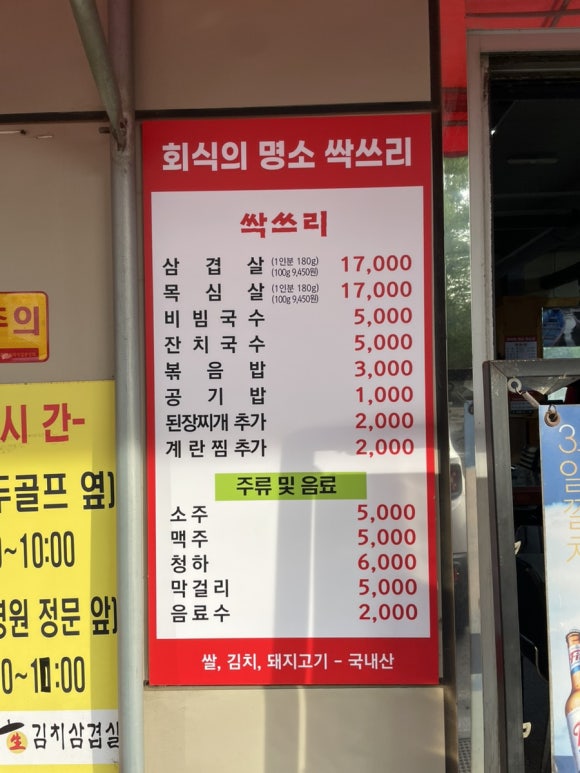 회식의 명소 싹쓰리
싹쓰리
삼 겹 살 (1인분 180g) (100g 9,450원) 17,000
목 심 살 (1인분 180g) (100g 9,450원) 17,000
비 빔 국 수 5,000
잔 치 국 수 5,000
볶 음 밥 3,000
공 기 밥 1,000
된장찌개 추가 2,000
계 란 찜 추가 2,000
주류 및 음료
소 주 5,000
맥 주 5,000
청 하 6,000
막 걸 리 5,000
음 료 수 2,000
쌀, 김치, 돼지고기 – 국내산
의
시 간-
두골프 옆)
~10:00
병원 정문 앞)
0~1 :00
生 김치삼겹살